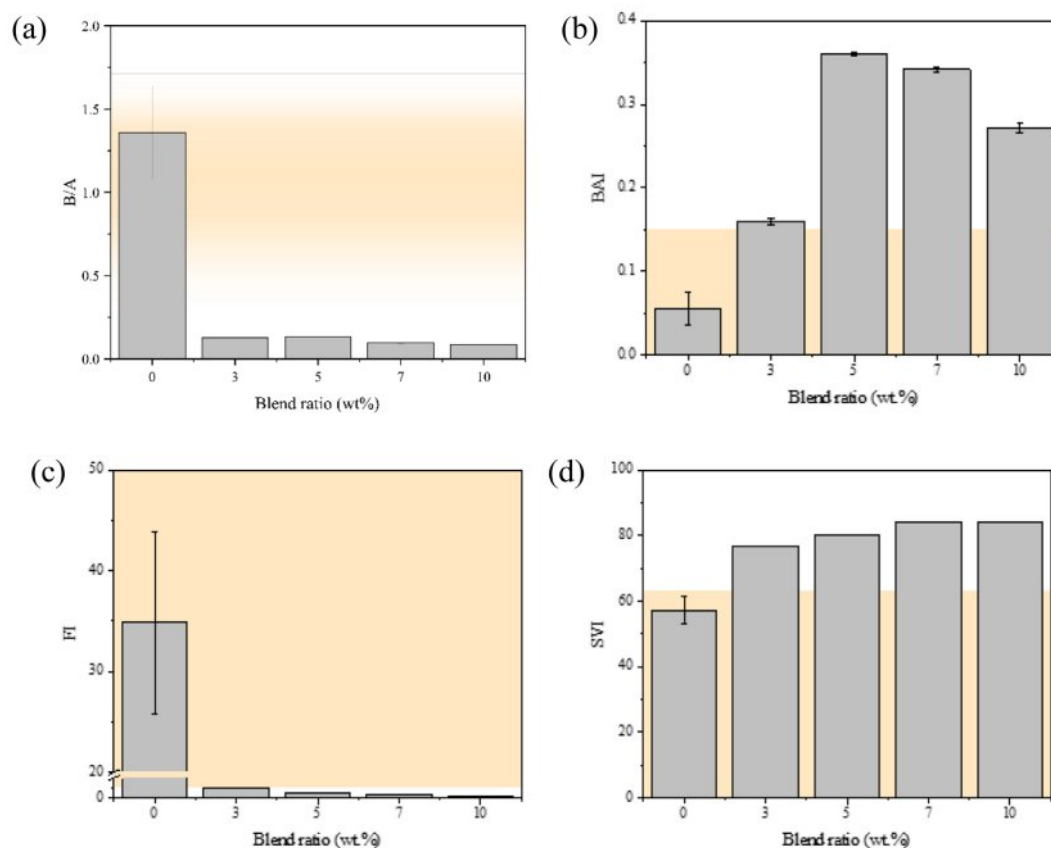 (a)
2.0
1.5
1.0
0.5
0.0
B/A
0 3 5 7 10
Blend ratio (wt%)
(b)
0.4
0.3
0.2
0.1
0.0
BAI
0 3 5 7 10
Blend ratio (wt.%)
(c)
50
40
30
20
0
FI
0 3 5 7 10
Blend ratio (wt.%)
(d)
100
80
60
40
20
0
SVI
0 3 5 7 10
Blend ratio (wt.%)